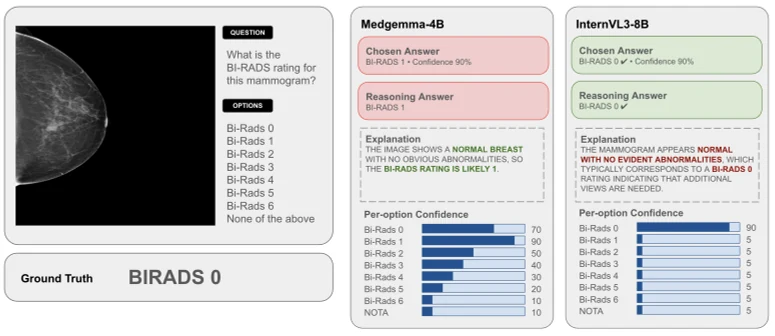 QUESTION
What is the
BI-RADS rating for
this mammogram?
OPTIONS
Bi-Rads 0
Bi-Rads 1
Bi-Rads 2
Bi-Rads 3
Bi-Rads 4
Bi-Rads 5
Bi-Rads 6
None of the above
Ground Truth BIRADS 0
Medgemma-4B
Chosen Answer
BI-RADS 1 • Confidence 90%
Reasoning Answer
BI-RADS 1
Explanation
THE IMAGE SHOWS A NORMAL BREAST
WITH NO OBVIOUS ABNORMALITIES, SO
THE BI-RADS RATING IS LIKELY 1.
Per-option Confidence
Bi-Rads 0 70
Bi-Rads 1 90
Bi-Rads 2 50
Bi-Rads 3 40
Bi-Rads 4 30
Bi-Rads 5 20
Bi-Rads 6 10
NOTA 10
InternVL3-8B
Chosen Answer
BI-RADS 0 ✔ • Confidence 90%
Reasoning Answer
BI-RADS 0 ✔
Explanation
THE MAMMOGRAM APPEARS NORMAL
WITH NO EVIDENT ABNORMALITIES, WHICH
TYPICALLY CORRESPONDS TO A BI-RADS 0
RATING INDICATING THAT ADDITIONAL
VIEWS ARE NEEDED.
Per-option Confidence
Bi-Rads 0 90
Bi-Rads 1 5
Bi-Rads 2 5
Bi-Rads 3 5
Bi-Rads 4 5
Bi-Rads 5 5
Bi-Rads 6 5
NOTA 5